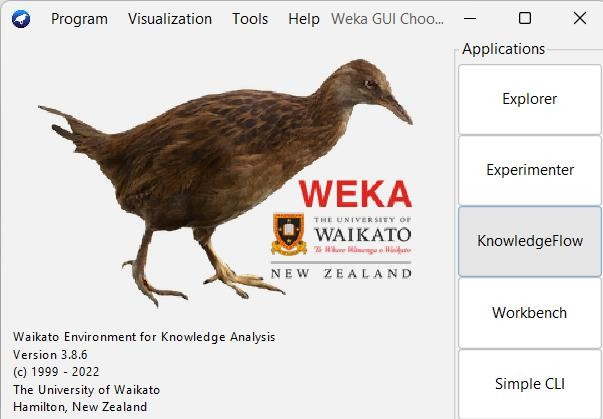 Program Visualization Tools Help Weka GUI Choo...
Applications
Explorer
Experimenter
KnowledgeFlow
Workbench
Simple CLI
WEKA
THE UNIVERSITY OF
WAIKATO
Te Whare Wānanga o Waikato
NEW ZEALAND
Waikato Environment for Knowledge Analysis
Version 3.8.6
(c) 1999 - 2022
The University of Waikato
Hamilton, New Zealand